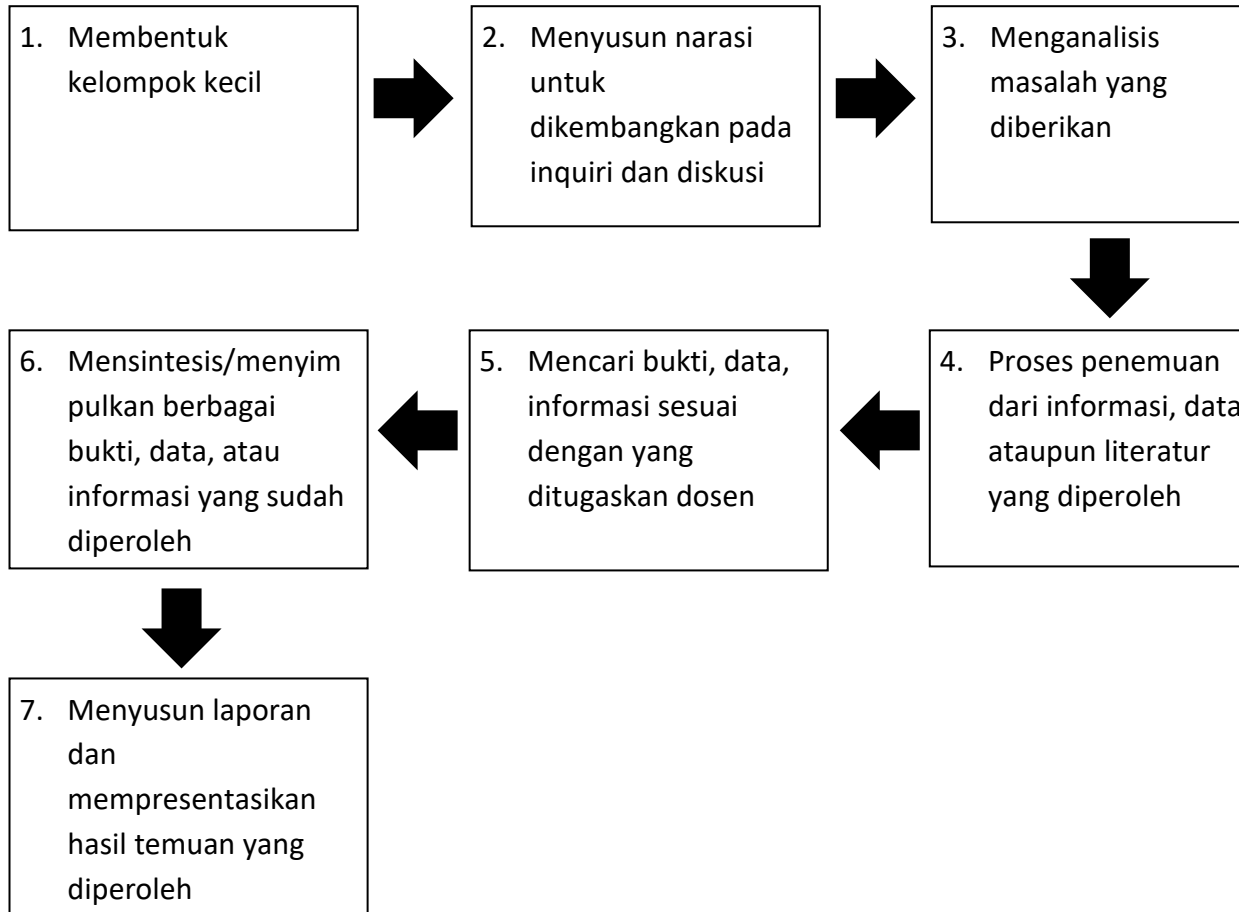 1. Membentuk
kelompok kecil
2. Menyusun narasi
untuk
dikembangkan pada
inquiri dan diskusi
3. Menganalisis
masalah yang
diberikan
4. Proses penemuan
dari informasi, data
ataupun literatur
yang diperoleh
5. Mencari bukti, data,
informasi sesuai
dengan yang
ditugaskan dosen
6. Mensintesis/menyim
pulkan berbagai
bukti, data, atau
informasi yang sudah
diperoleh
7. Menyusun laporan
dan
mempresentasikan
hasil temuan yang
diperoleh